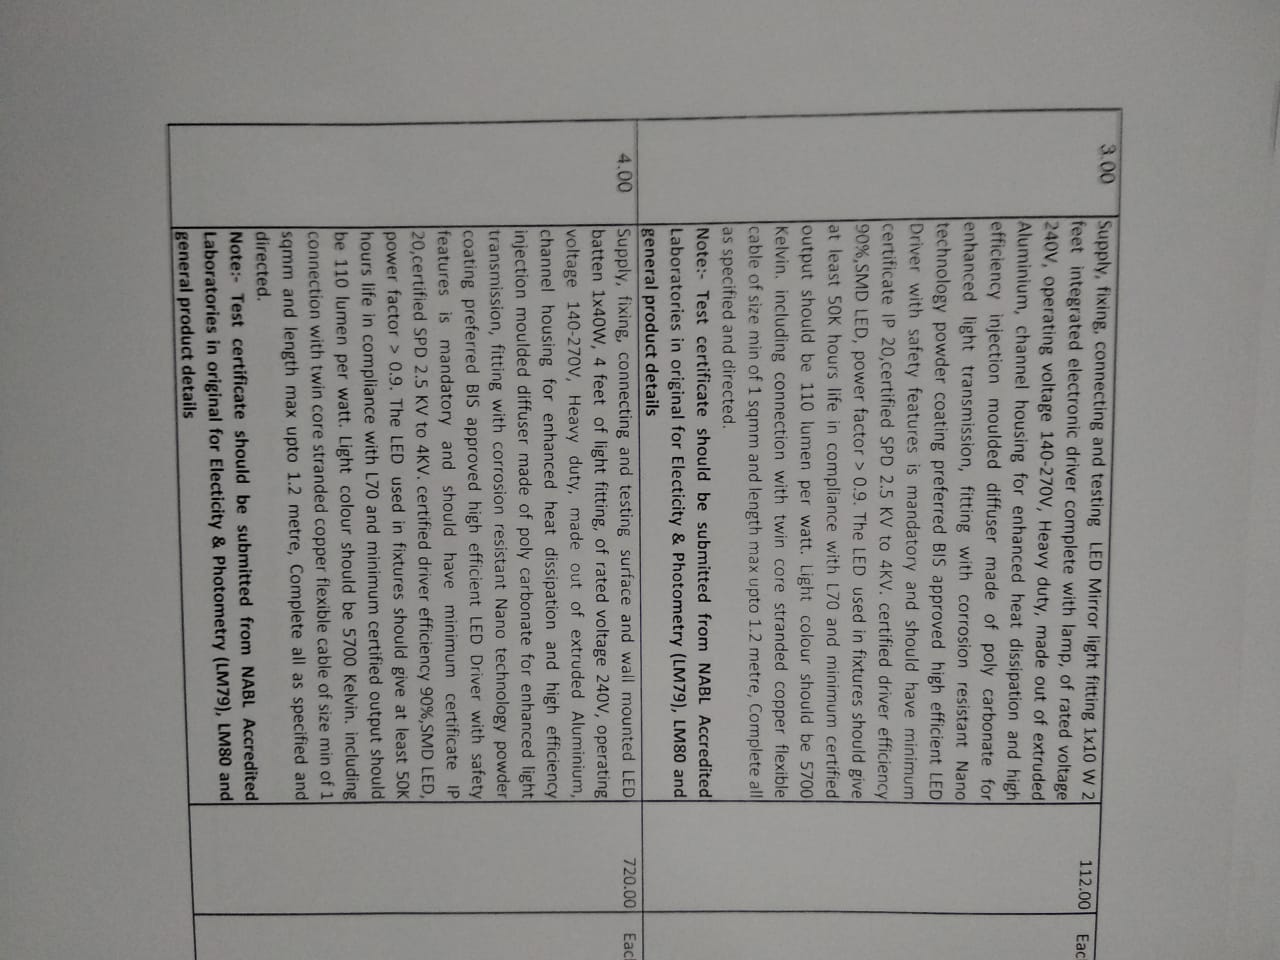 3.00 Supply, fixing, connecting and testing LED Mirror light fitting 1x10 W 2 112.00 Eac
feet integrated electronic driver complete with lamp, of rated voltage
240V, operating voltage 140-270V, Heavy duty, made out of extruded
Aluminium, channel housing for enhanced heat dissipation and high
efficiency injection moulded diffuser made of poly carbonate for
enhanced light transmission, fitting with corrosion resistant Nano
technology powder coating preferred BIS approved high efficient LED
Driver with safety features is mandatory and should have minimum
certificate IP 20,certified SPD 2.5 KV to 4KV. certified driver efficiency
90%,SMD LED, power factor > 0.9. The LED used in fixtures should give
at least 50K hours life in compliance with L70 and minimum certified
output should be 110 lumen per watt. Light colour should be 5700
Kelvin. including connection with twin core stranded copper flexible
cable of size min of 1 sqmm and length max upto 1.2 metre, Complete all
as specified and directed.
Note:- Test certificate should be submitted from NABL Accredited
Laboratories in original for Electicity & Photometry (LM79), LM80 and
general product details
4.00 Supply, fixing, connecting and testing surface and wall mounted LED 720.00 Eacl
batten 1x40W, 4 feet of light fitting, of rated voltage 240V, operating
voltage 140-270V, Heavy duty, made out of extruded Aluminium,
channel housing for enhanced heat dissipation and high efficiency
injection moulded diffuser made of poly carbonate for enhanced light
transmission, fitting with corrosion resistant Nano technology powder
coating preferred BIS approved high efficient LED Driver with safety
features is mandatory and should have minimum certificate IP
20,certified SPD 2.5 KV to 4KV. certified driver efficiency 90%,SMD LED,
power factor > 0.9. The LED used in fixtures should give at least 50K
hours life in compliance with L70 and minimum certified output should
be 110 lumen per watt. Light colour should be 5700 Kelvin. including
connection with twin core stranded copper flexible cable of size min of 1
sqmm and length max upto 1.2 metre, Complete all as specified and
directed.
Note:- Test certificate should be submitted from NABL Accredited
Laboratories in original for Electicity & Photometry (LM79), LM80 and
general product details